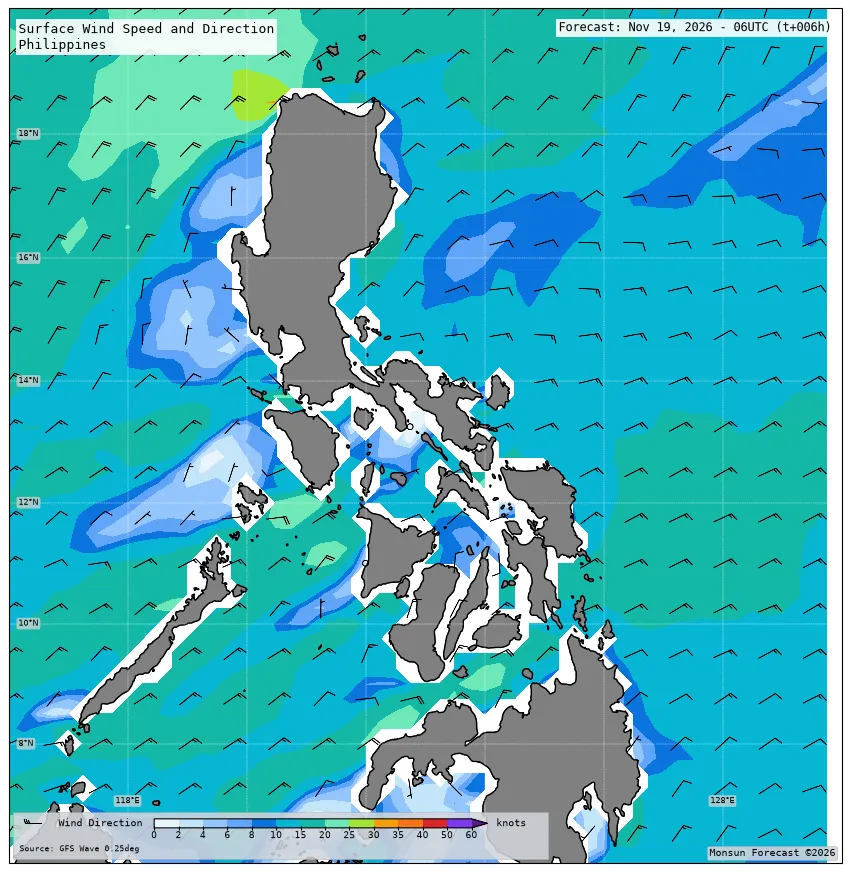 Surface Wind Speed and Direction
Philippines
Forecast: Nov 19, 2026 - 06UTC (t+006h)
18°N
16°N
14°N
12°N
10°N
8°N
118°E
128°E
Wind Direction
0 2 4 6 8 10 15 20 25 30 35 40 50 60
knots
Source: GFS Wave 0.25deg
Monsun Forecast ©2026